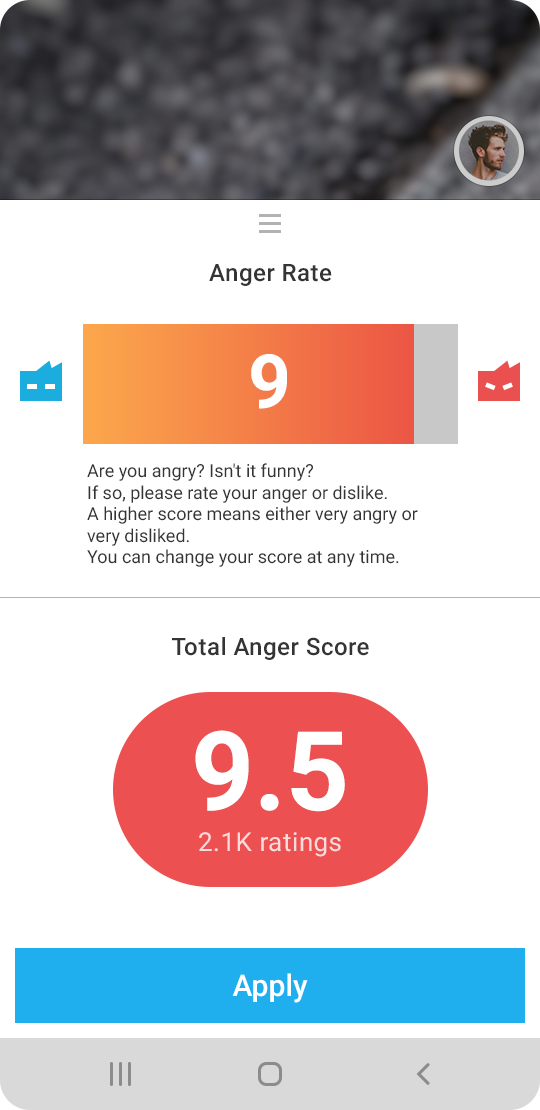 Anger Rate
9
Are you angry? Isn't it funny?
If so, please rate your anger or dislike.
A higher score means either very angry or
very disliked.
You can change your score at any time.
Total Anger Score
9.5
2.1K ratings
Apply